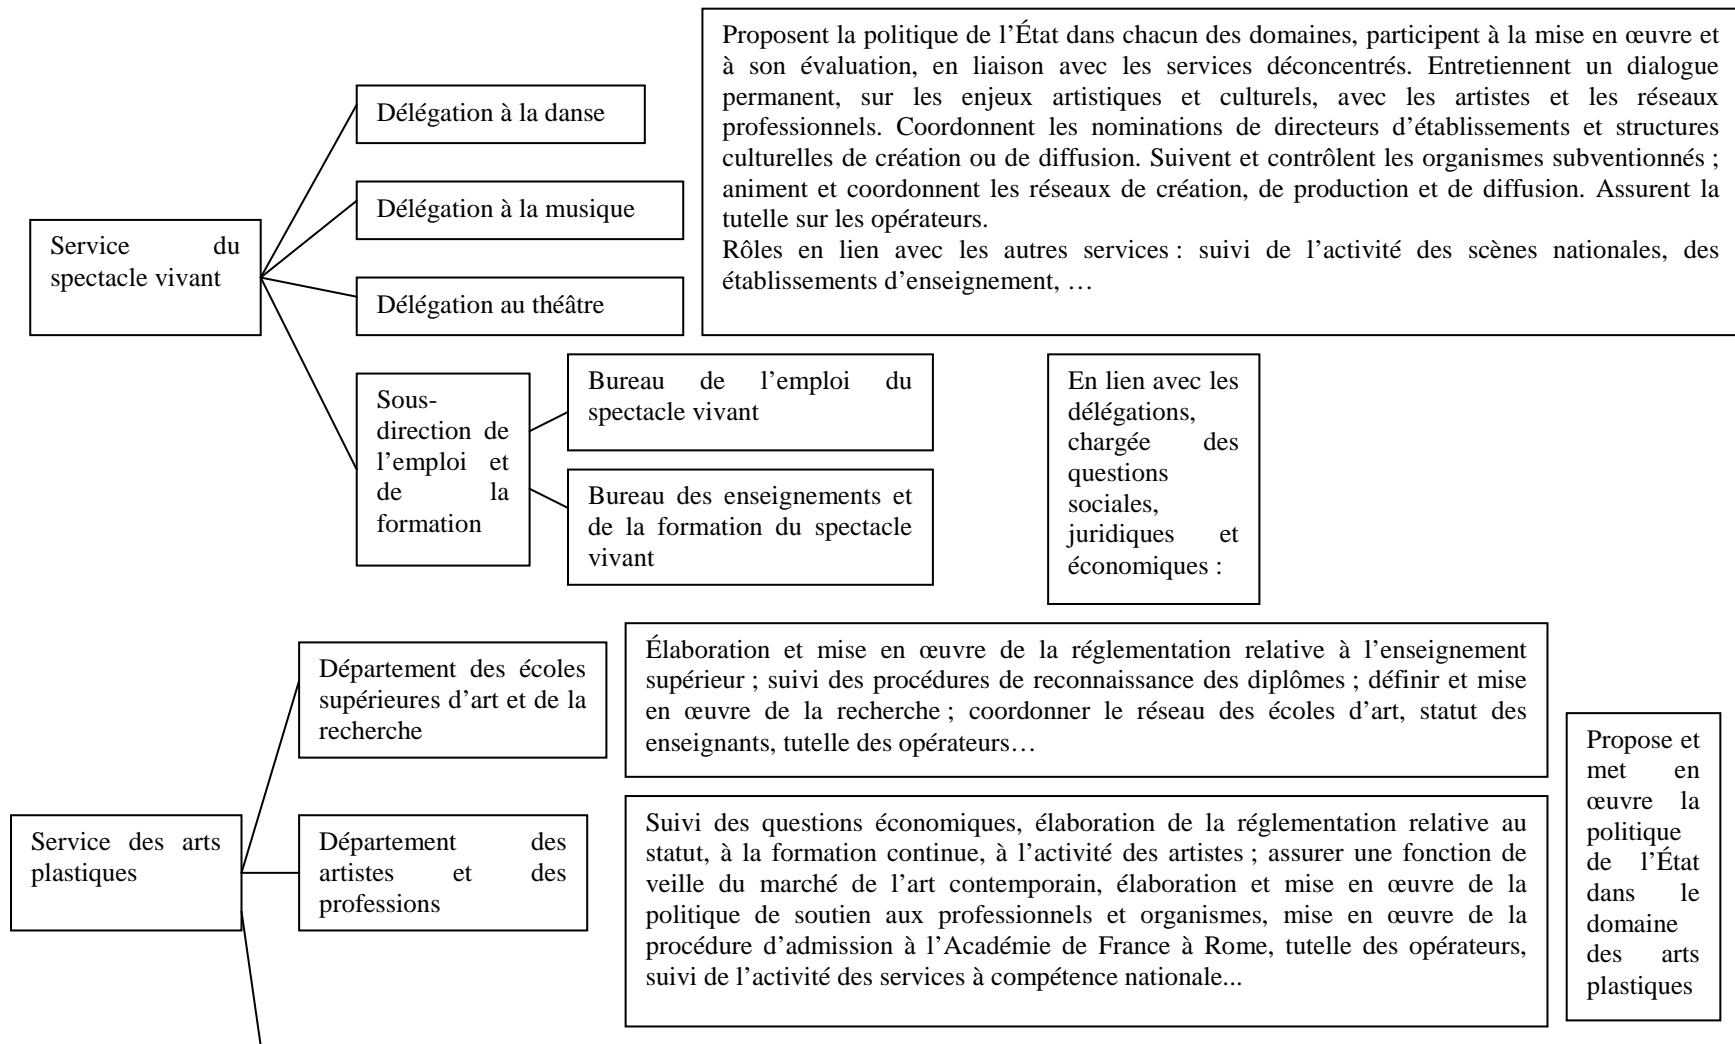 Proposent la politique de l’État dans chacun des domaines, participent à la mise en œuvre et
à son évaluation, en liaison avec les services déconcentrés. Entretiennent un dialogue
permanent, sur les enjeux artistiques et culturels, avec les artistes et les réseaux
professionnels. Coordonnent les nominations de directeurs d’établissements et structures
culturelles de création ou de diffusion. Suivent et contrôlent les organismes subventionnés ;
animent et coordonnent les réseaux de création, de production et de diffusion. Assurent la
tutelle sur les opérateurs.
Rôles en lien avec les autres services : suivi de l’activité des scènes nationales, des
établissements d’enseignement, …
Service du
spectacle vivant
Délégation à la danse
Délégation à la musique
Délégation au théâtre
Sous-
direction de
l’emploi et
de la
formation
Bureau de l’emploi du
spectacle vivant
Bureau des enseignements et
de la formation du spectacle
vivant
En lien avec les
délégations,
chargée des
questions
sociales,
juridiques et
économiques :
Service des arts
plastiques
Département des écoles
supérieures d’art et de la
recherche
Élaboration et mise en œuvre de la réglementation relative à l’enseignement
supérieur ; suivi des procédures de reconnaissance des diplômes ; définir et mise
en œuvre de la recherche ; coordonner le réseau des écoles d’art, statut des
enseignants, tutelle des opérateurs…
Département des
artistes et des
professions
Suivi des questions économiques, élaboration de la réglementation relative au
statut, à la formation continue, à l’activité des artistes ; assurer une fonction de
veille du marché de l’art contemporain, élaboration et mise en œuvre de la
politique de soutien aux professionnels et organismes, mise en œuvre de la
procédure d’admission à l’Académie de France à Rome, tutelle des opérateurs,
suivi de l’activité des services à compétence nationale...
Propose et
met en
œuvre la
politique
de l’État
dans le
domaine
des arts
plastiques